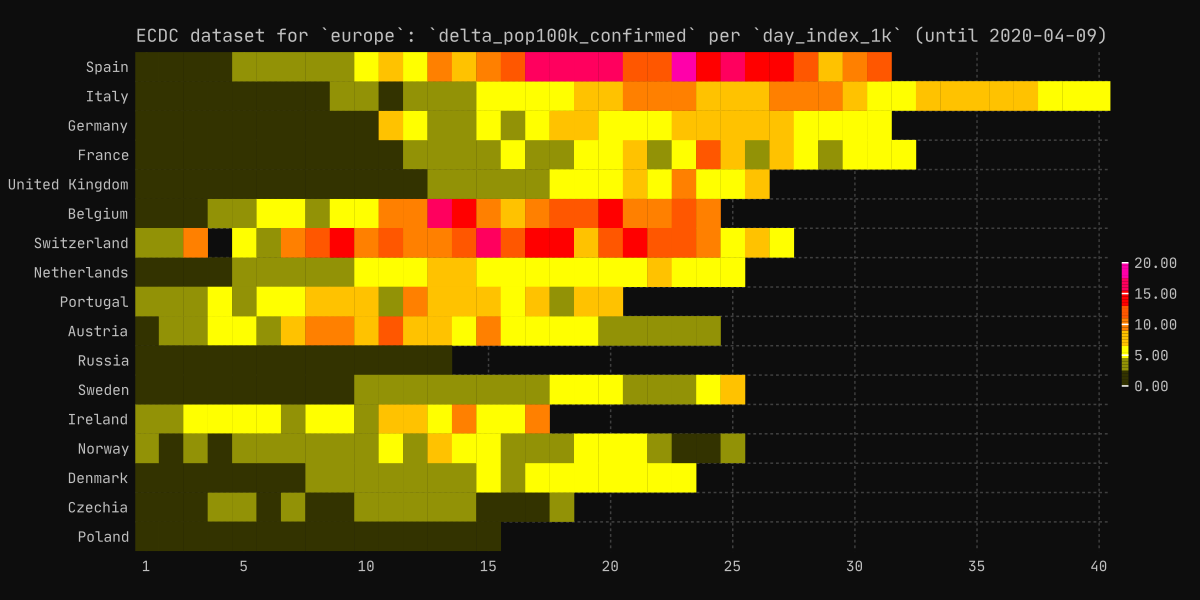 ECDC dataset for `europe`: `delta_pop100k_confirmed` per `day_index_1k` (until 2020-04-09)
Spain
Italy
Germany
France
United Kingdom
Belgium
Switzerland
Netherlands
Portugal
Austria
Russia
Sweden
Ireland
Norway
Denmark
Czechia
Poland
1 5 10 15 20 25 30 35 40
20.00
15.00
10.00
5.00
0.00